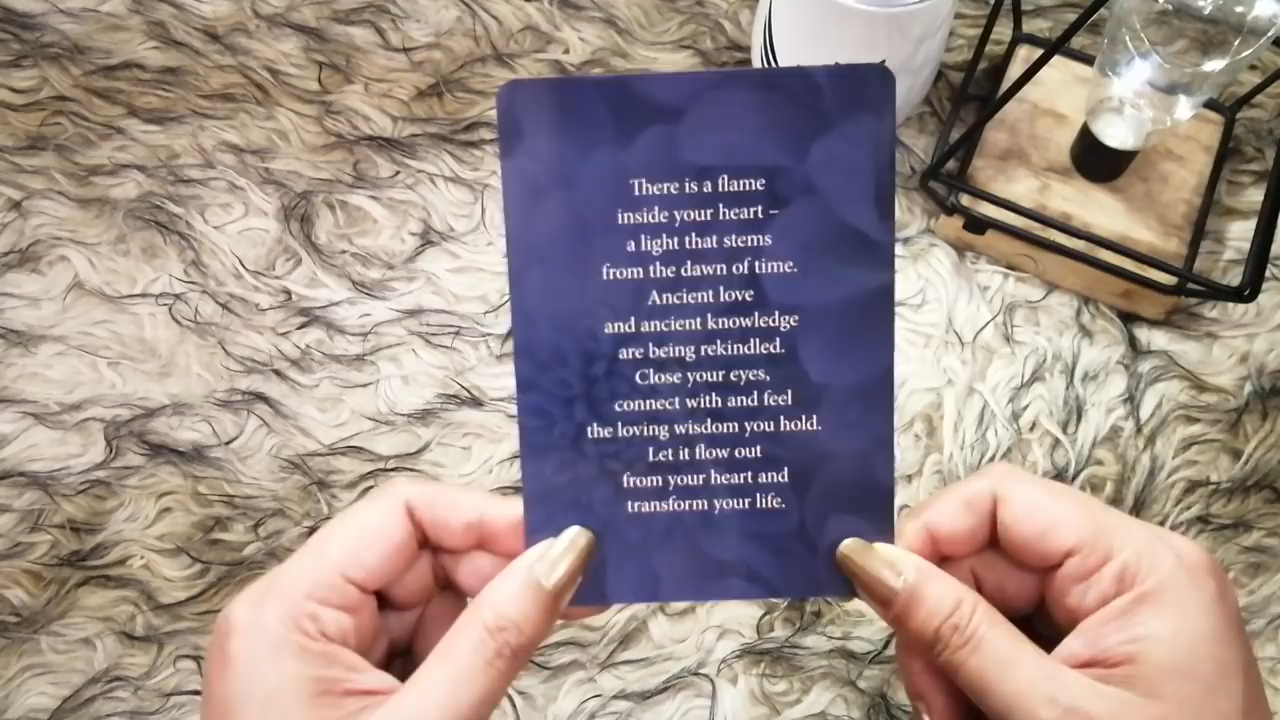 There is a flame
inside your heart –
a light that stems
from the dawn of time.
Ancient love
and ancient knowledge
are being rekindled.
Close your eyes,
connect with and feel
the loving wisdom you hold.
Let it flow out
from your heart and
transform your life.